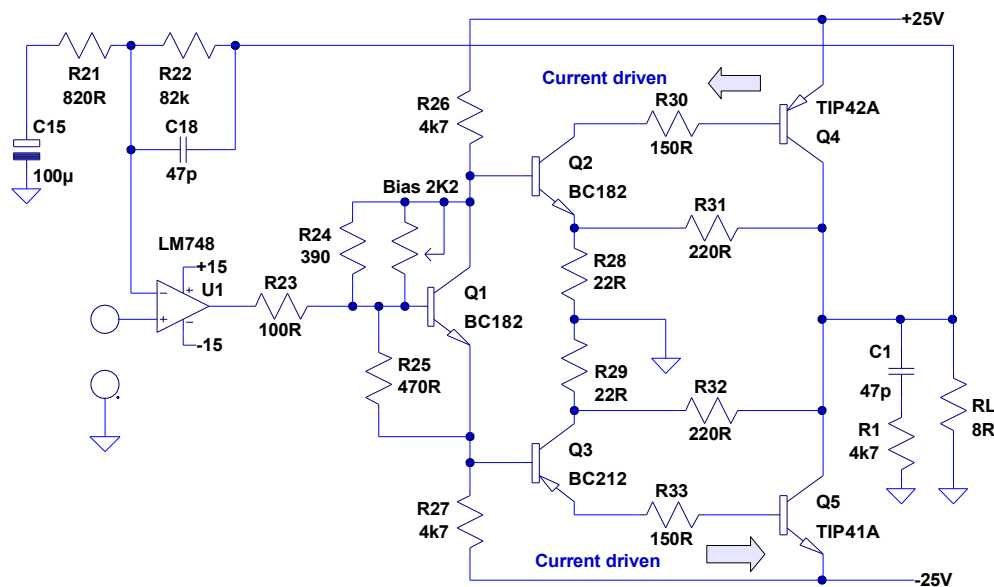 +25V
R21
820R
R22
82k
Current driven
R30
150R
TIP42A
Q4
R26
4k7
C15
100µ
C18
47p
Q2
BC182
Bias 2K2
R31
220R
LM748
R24
390
+15
U1
-
+
+
-
-15
R23
100R
Q1
BC182
R28
22R
R25
470R
R29
22R
C1
47p
R32
220R
RL
8R
R1
4k7
Q3
BC212
R33
150R
Q5
TIP41A
R27
4k7
Current driven
-25V